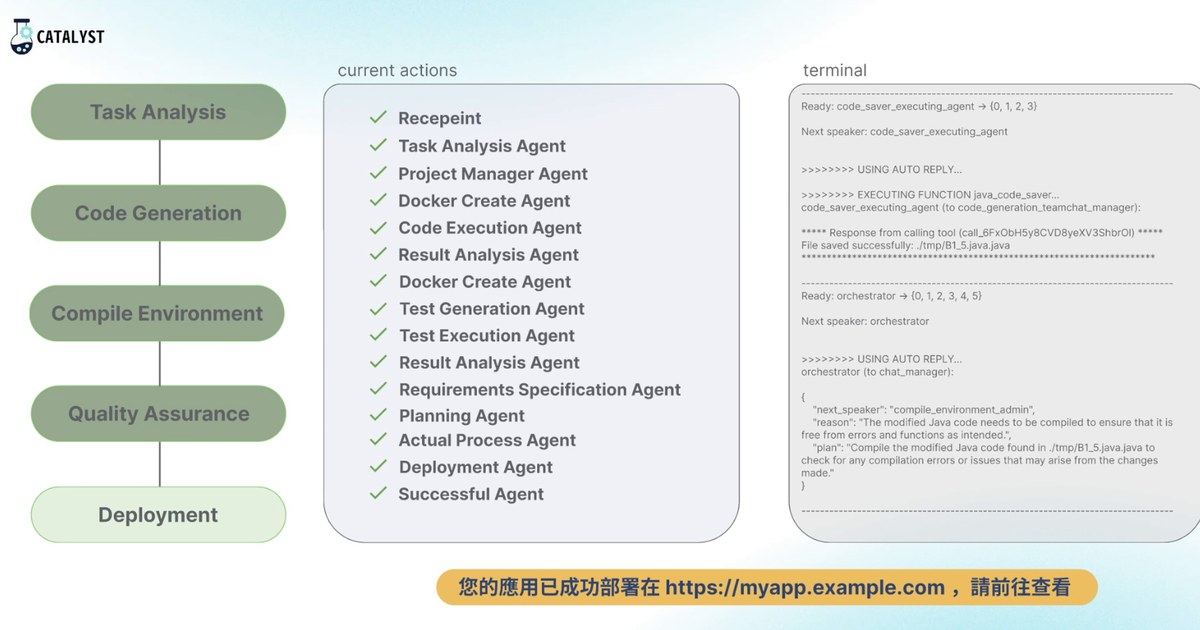 CATALYST
Task Analysis
Code Generation
Compile Environment
Quality Assurance
Deployment
current actions
Recepeint
Task Analysis Agent
Project Manager Agent
Docker Create Agent
Code Execution Agent
Result Analysis Agent
Docker Create Agent
Test Generation Agent
Test Execution Agent
Result Analysis Agent
Requirements Specification Agent
Planning Agent
Actual Process Agent
Deployment Agent
Successful Agent
terminal
--------------------------------------------------------------------------------
Ready: code_saver_executing_agent → {0, 1, 2, 3}
Next speaker: code_saver_executing_agent
>>>>>>>> USING AUTO REPLY...
>>>>>>>> EXECUTING FUNCTION java_code_saver...
code_saver_executing_agent (to code_generation_teamchat_manager):
***** Response from calling tool (call_6FxObH5y8CVD8yeXV3ShbrOl) *****
File saved successfully: ./tmp/B1_5.java.java
**********************************************************************
--------------------------------------------------------------------------------
Ready: orchestrator → {0, 1, 2, 3, 4, 5}
Next speaker: orchestrator
>>>>>>>> USING AUTO REPLY...
orchestrator (to chat_manager):
{
"next_speaker": "compile_environment_admin",
"reason": "The modified Java code needs to be compiled to ensure that it is
free from errors and functions as intended.",
"plan": "Compile the modified Java code found in ./tmp/B1_5.java.java to
check for any compilation errors or issues that may arise from the changes
made."
}
--------------------------------------------------------------------------------
您的應用已成功部署在 https://myapp.example.com ，請前往查看